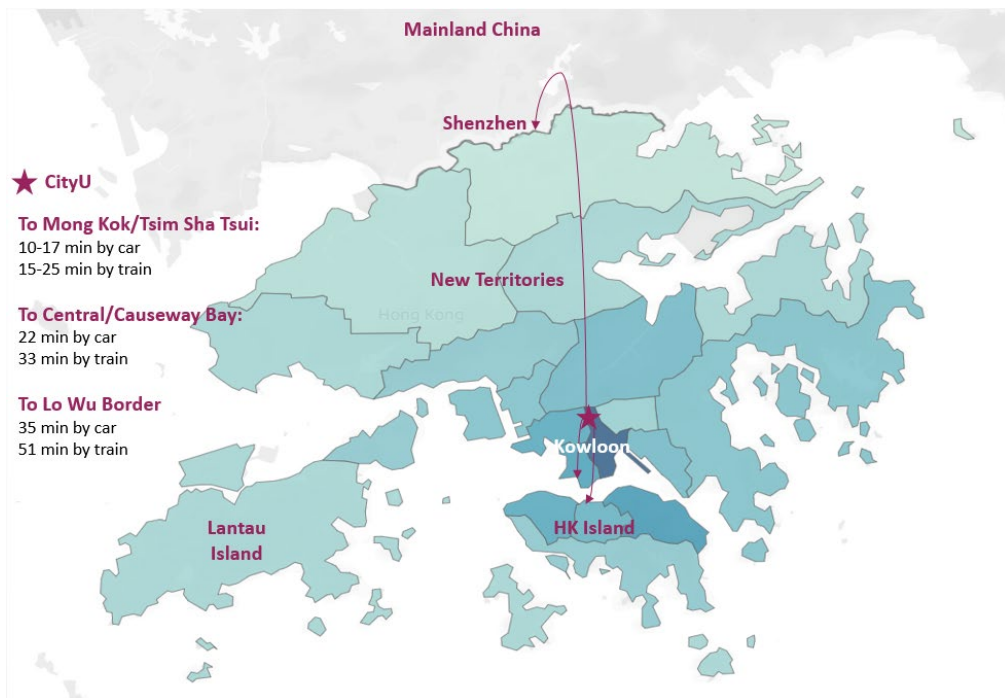 Mainland China
Shenzhen
CityU
To Mong Kok/Tsim Sha Tsui:
10-17 min by car
15-25 min by train
New Territories
To Central/Causeway Bay:
Hong Kong
22 min by car
33 min by train
To Lo Wu Border
35 min by car
51 min by train
Kowloon
Lantau
Island
HK Island